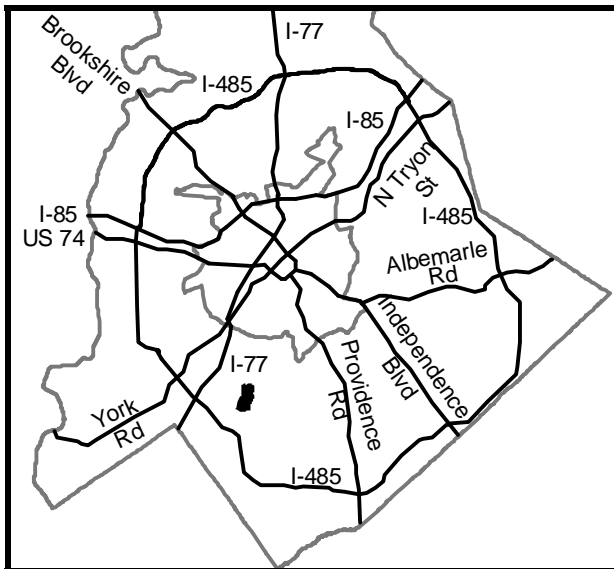 I-77
Brookshire
Blvd
I-485
I-85
N Tryon
St
I-85
US 74
I-485
Albemarle
Rd
Independence
Blvd
Providence
Rd
I-77
York
Rd
I-485